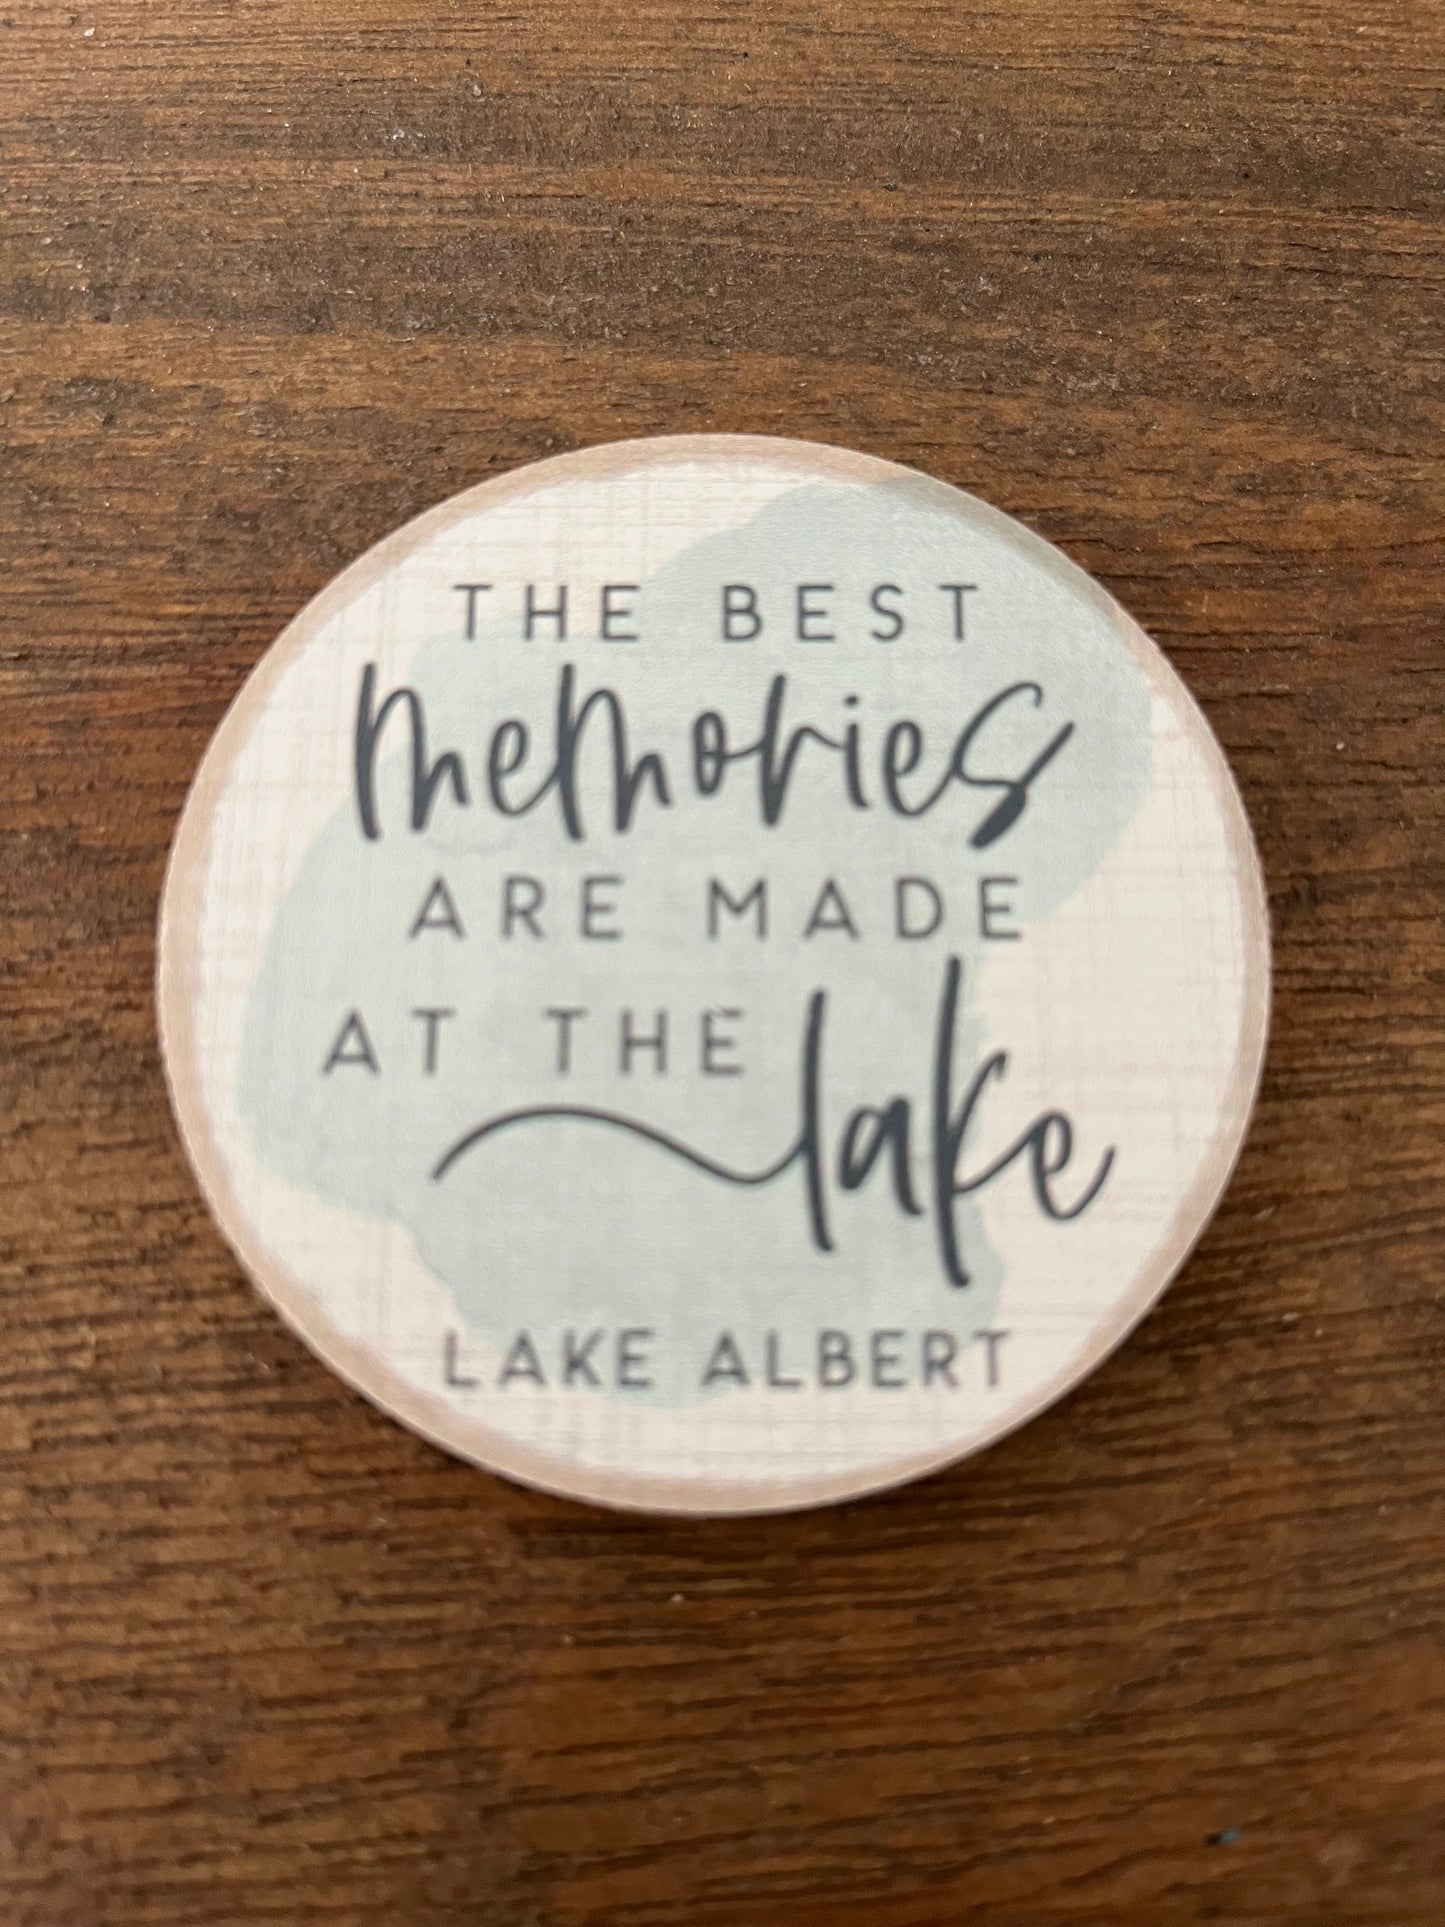 THE BEST
memories
ARE MADE
AT THE lake
LAKE ALBERT